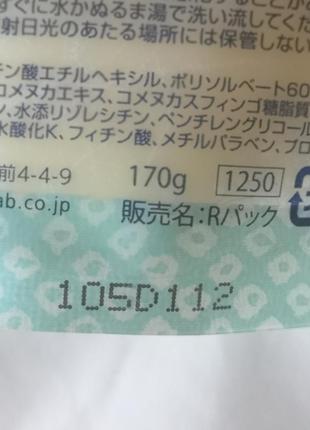 すぐに水かぬるま湯で洗い流してくだ
射日光のあたる場所には保管しない
チン酸エチルヘキシル、ポリソルベート60
コメヌカエキス、コメヌカスフィンゴ糖脂質
ン、水添リゾレシチン、ペンチレングリコール
水酸化K、フィチン酸、メチルパラベン、プロ
前4-4-9 170g 1250
ab.co.jp 販売名:Rパック
105D112